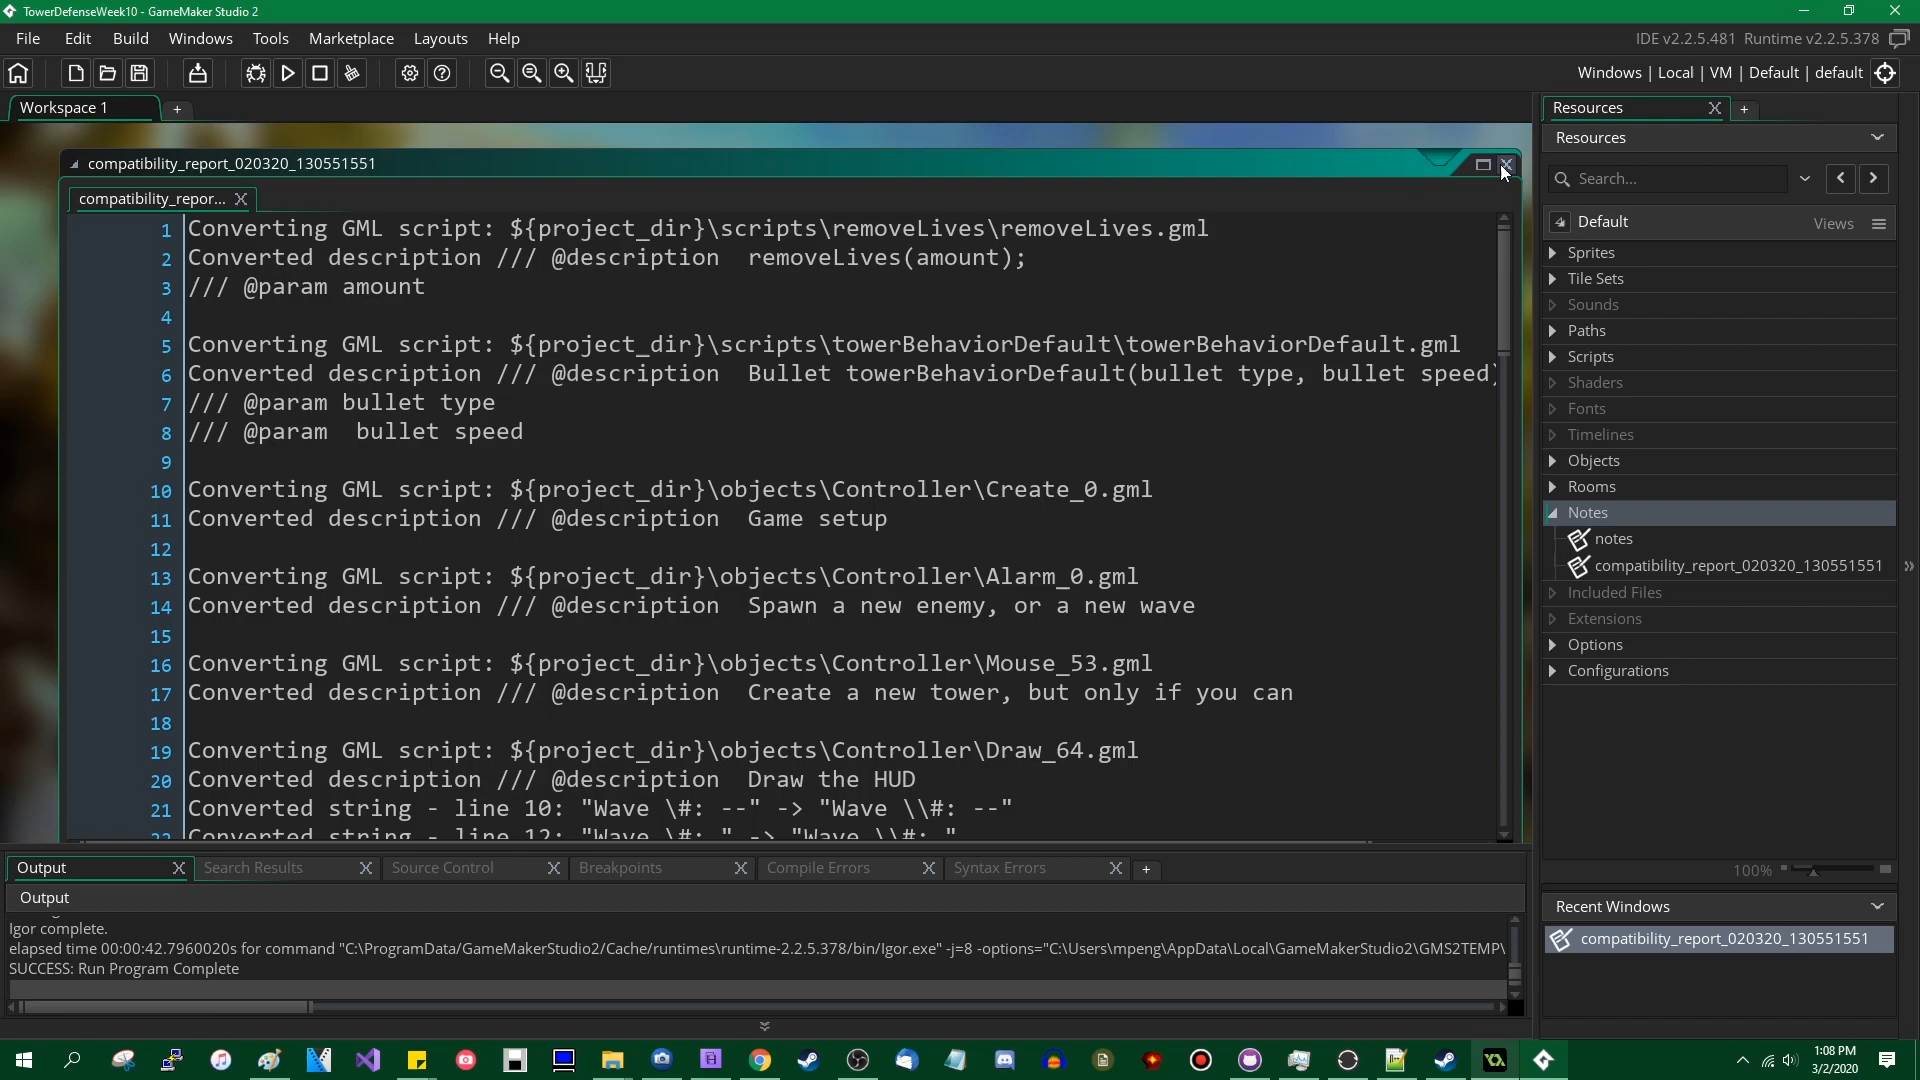 TowerDefenseWeek10 - GameMaker Studio 2
File Edit Build Windows Tools Marketplace Layouts Help
IDE v2.2.5.481 Runtime v2.2.5.378
Windows | Local | VM | Default | default
Workspace 1 +
Resources +
Resources
Search...
Default Views
Sprites
Tile Sets
Sounds
Paths
Scripts
Shaders
Fonts
Timelines
Objects
Rooms
Notes
notes
compatibility_report_020320_130551551
Included Files
Extensions
Options
Configurations
100%
Recent Windows
compatibility_report_020320_130551551
compatibility_report_020320_130551551
compatibility_repor...
1 Converting GML script: ${project_dir}\scripts\removeLives\removeLives.gml
2 Converted description /// @description  removeLives(amount);
3 /// @param amount
4
5 Converting GML script: ${project_dir}\scripts\towerBehaviorDefault\towerBehaviorDefault.gml
6 Converted description /// @description  Bullet towerBehaviorDefault(bullet type, bullet speed)
7 /// @param bullet type
8 /// @param  bullet speed
9
10 Converting GML script: ${project_dir}\objects\Controller\Create_0.gml
11 Converted description /// @description  Game setup
12
13 Converting GML script: ${project_dir}\objects\Controller\Alarm_0.gml
14 Converted description /// @description  Spawn a new enemy, or a new wave
15
16 Converting GML script: ${project_dir}\objects\Controller\Mouse_53.gml
17 Converted description /// @description  Create a new tower, but only if you can
18
19 Converting GML script: ${project_dir}\objects\Controller\Draw_64.gml
20 Converted description /// @description  Draw the HUD
21 Converted string - line 10: "Wave \#: --" -> "Wave \\#: --"
22 Converted string - line 12: "Wave \#: " -> "Wave \\#: "
Output Search Results Source Control Breakpoints Compile Errors Syntax Errors +
Output
Igor complete.
elapsed time 00:00:42.7960020s for command "C:\ProgramData/GameMakerStudio2/Cache/runtimes\runtime-2.2.5.378/bin/Igor.exe" -j=8 -options="C:\Users\mpeng\AppData\Local\GameMakerStudio2\GMS2TEMP\
SUCCESS: Run Program Complete
1:08 PM
3/2/2020